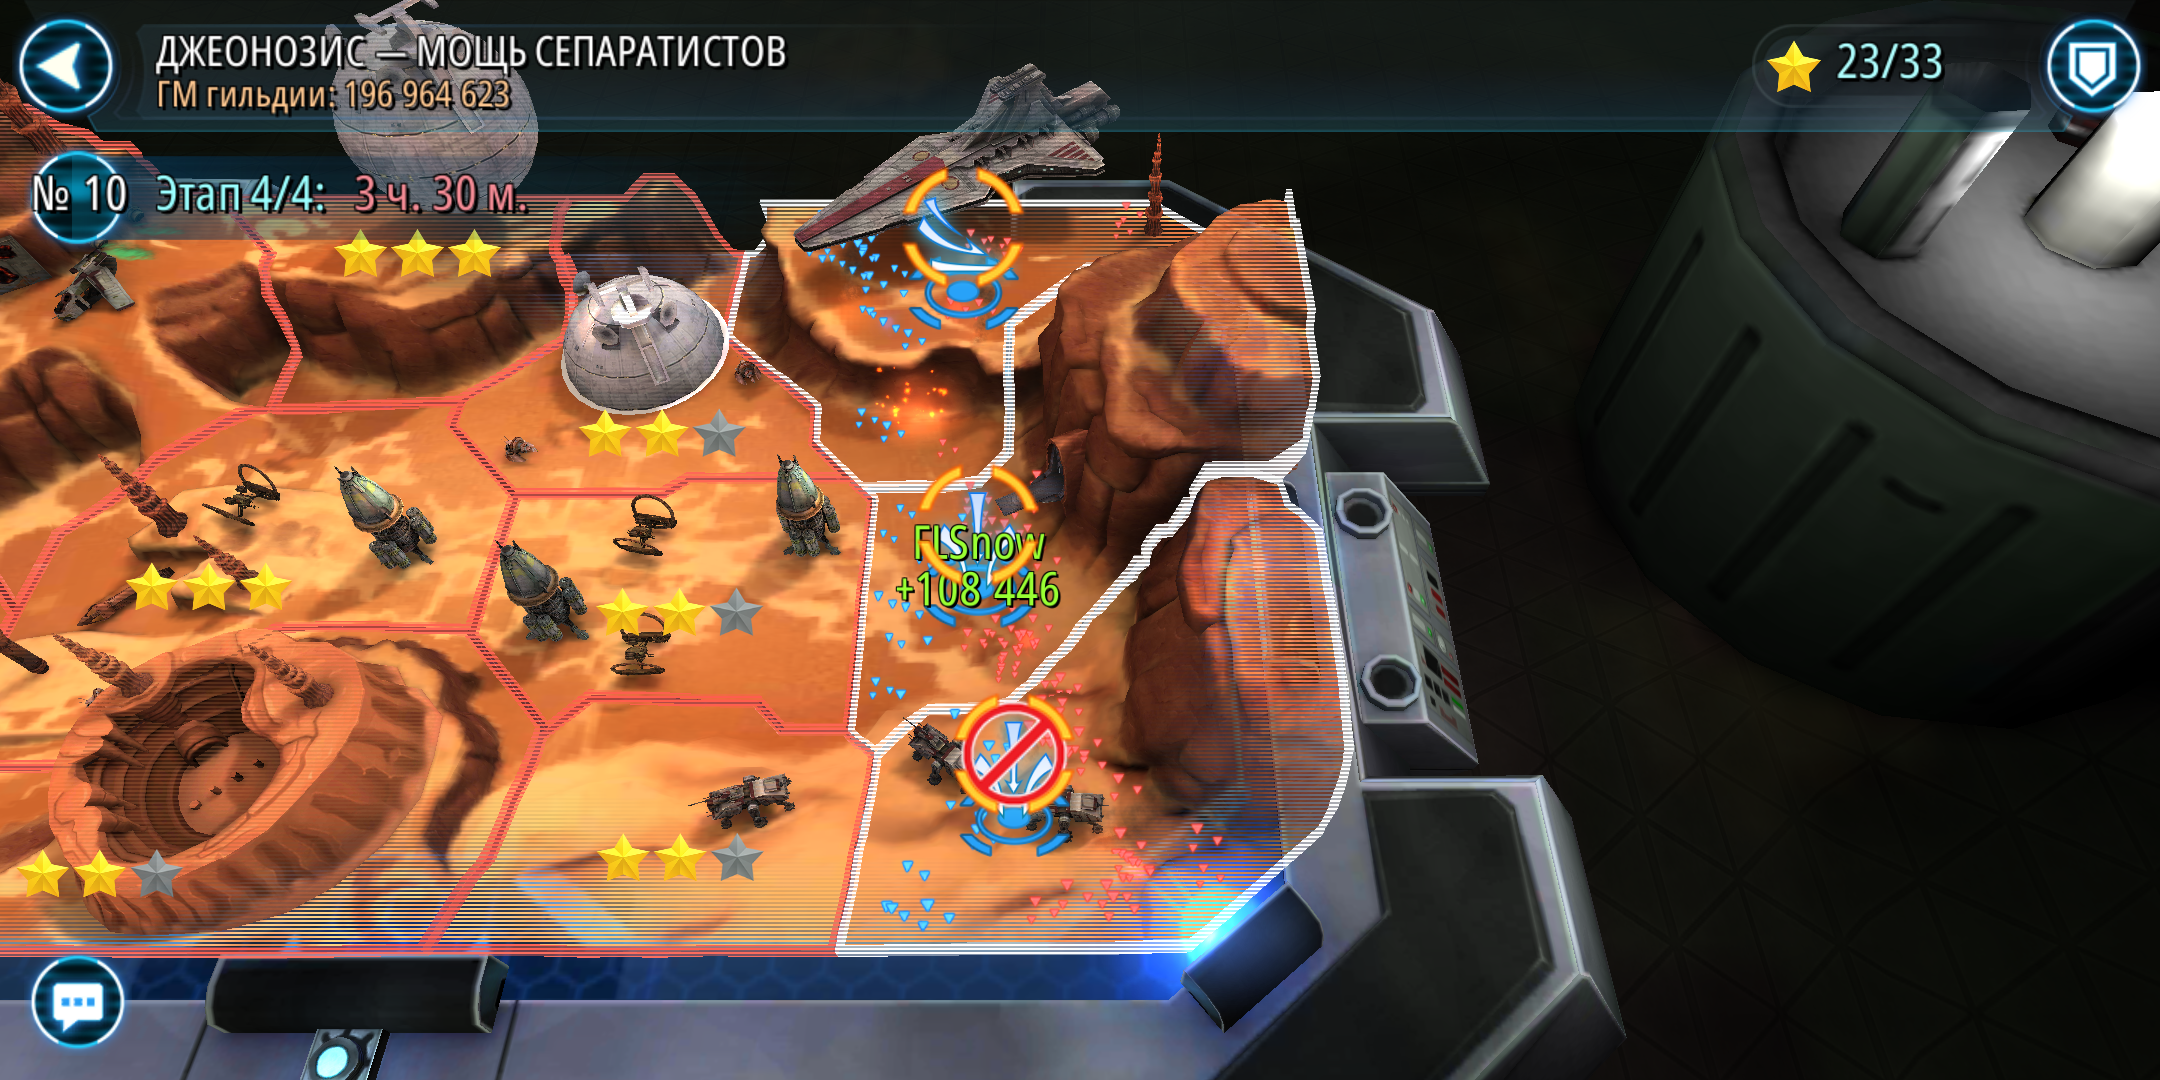 ДЖЕОНОЗИС — МОЩЬ СЕПАРАТИСТОВ
ГМ гильдии: 196 964 623
23/33
№ 10 Этап 4/4: 3 ч. 30 м.
FLSnow
+108 446